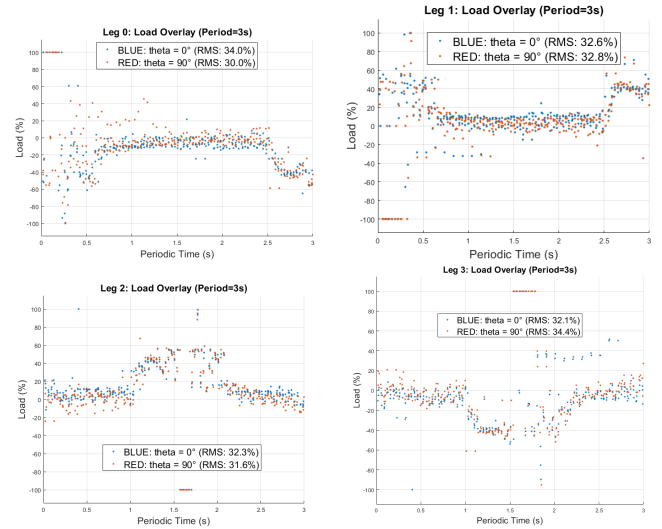 Leg 0: Load Overlay (Period=3s)
BLUE: theta = 0° (RMS: 34.0%)
RED: theta = 90° (RMS: 30.0%)
Load (%)
100
80
60
40
20
0
-20
-40
-60
-80
-100
0 0.5 1 1.5 2 2.5 3
Periodic Time (s)
Leg 1: Load Overlay (Period=3s)
BLUE: theta = 0° (RMS: 32.6%)
RED: theta = 90° (RMS: 32.8%)
Load (%)
100
80
60
40
20
0
-20
-40
-60
-80
-100
0 0.5 1 1.5 2 2.5 3
Periodic Time (s)
Leg 2: Load Overlay (Period=3s)
Load (%)
100
80
60
40
20
0
-20
-40
-60
-80
-100
BLUE: theta = 0° (RMS: 32.3%)
RED: theta = 90° (RMS: 31.6%)
0 0.5 1 1.5 2 2.5 3
Periodic Time (s)
Leg 3: Load Overlay (Period=3s)
BLUE: theta = 0° (RMS: 32.1%)
RED: theta = 90° (RMS: 34.4%)
Load (%)
100
80
60
40
20
0
-20
-40
-60
-80
-100
0 0.5 1 1.5 2 2.5 3
Periodic Time (s)